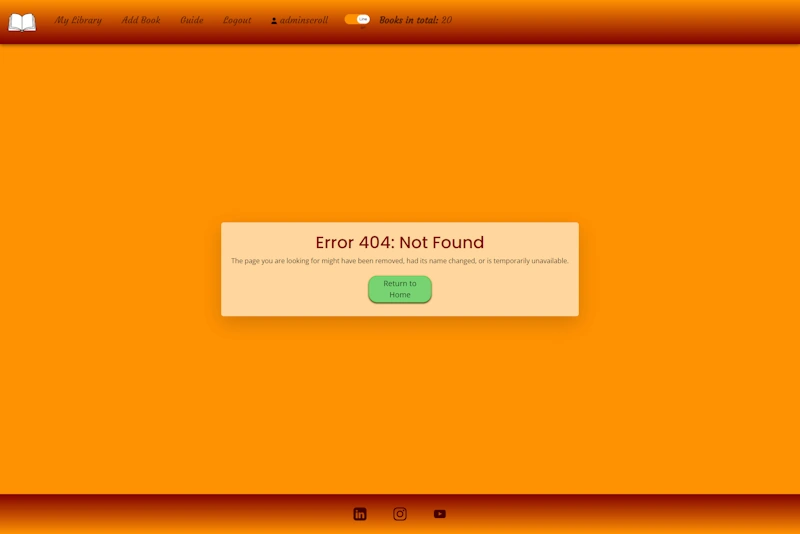 My Library Add Book Guide Logout adminscroll Books in total: 20
Error 404: Not Found
The page you are looking for might have been removed, had its name changed, or is temporarily unavailable.
Return to
Home
in